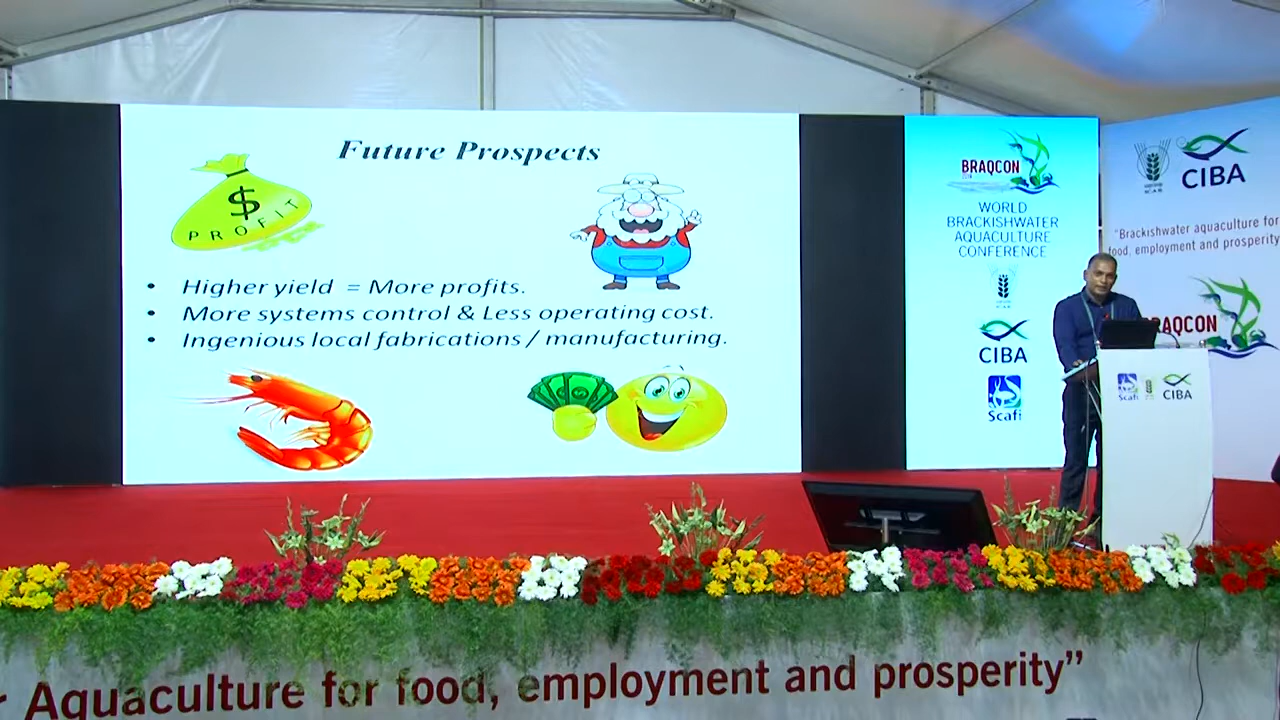 Future Prospects
$
PROFIT
• Higher yield = More profits.
• More systems control & Less operating cost.
• Ingenious local fabrications / manufacturing.
BRAQCON
WORLD
BRACKISHWATER
AQUACULTURE
CONFERENCE
CIBA
Scafi
CIBA
"Brackishwater aquaculture for
food, employment and prosperity
BRAQCON
Scafi
CIBA
Aquaculture for food, employment and prosperity”